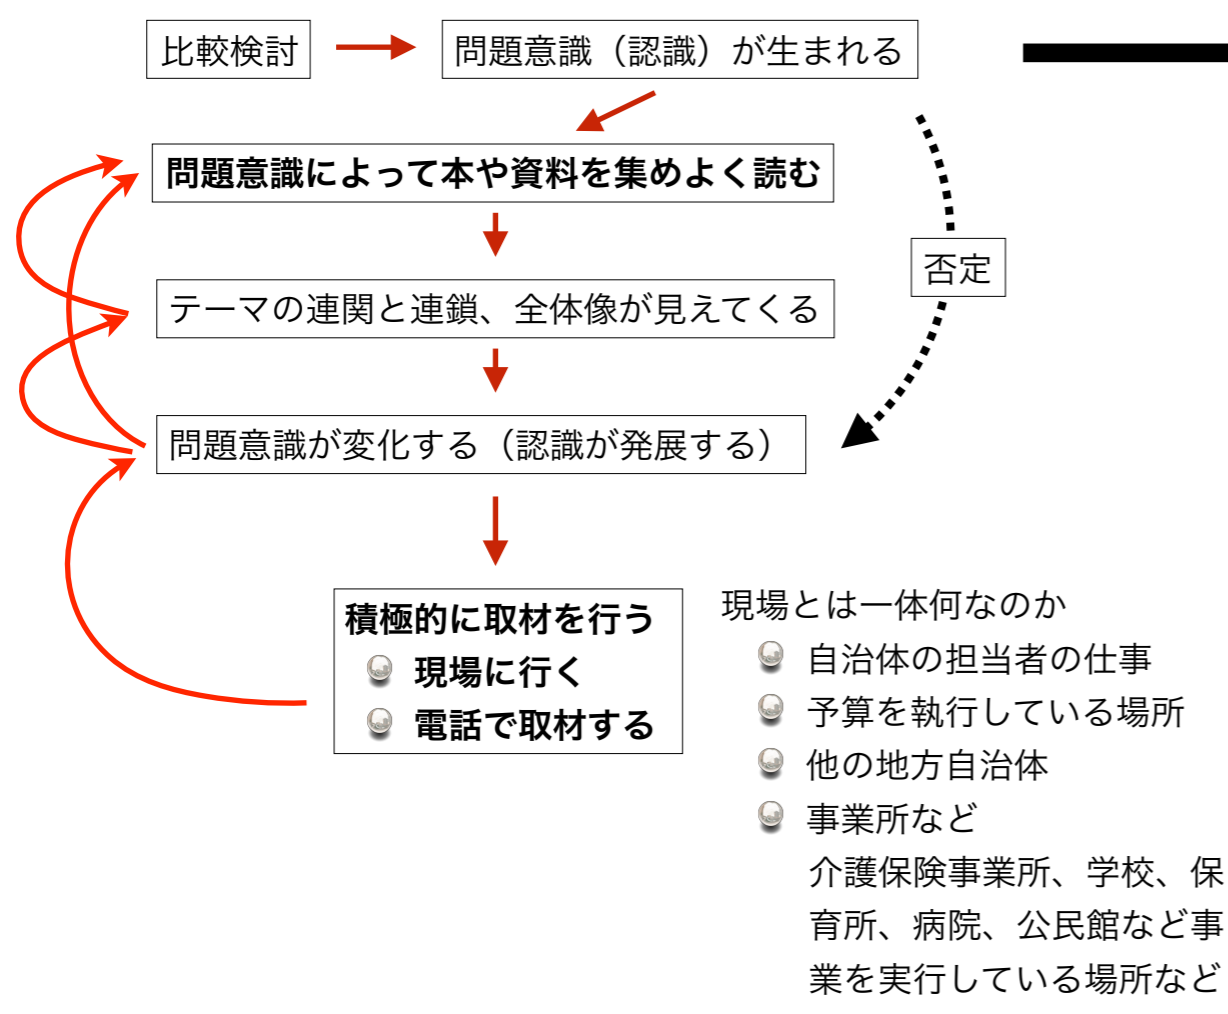 比較検討
問題意識（認識）が生まれる
問題意識によって本や資料を集めよく読む
否定
テーマの連関と連鎖、全体像が見えてくる
問題意識が変化する（認識が発展する）
積極的に取材を行う
現場に行く
電話で取材する
現場とは一体何なのか
自治体の担当者の仕事
予算を執行している場所
他の地方自治体
事業所など
介護保険事業所、学校、保
育所、病院、公民館など事
業を実行している場所など